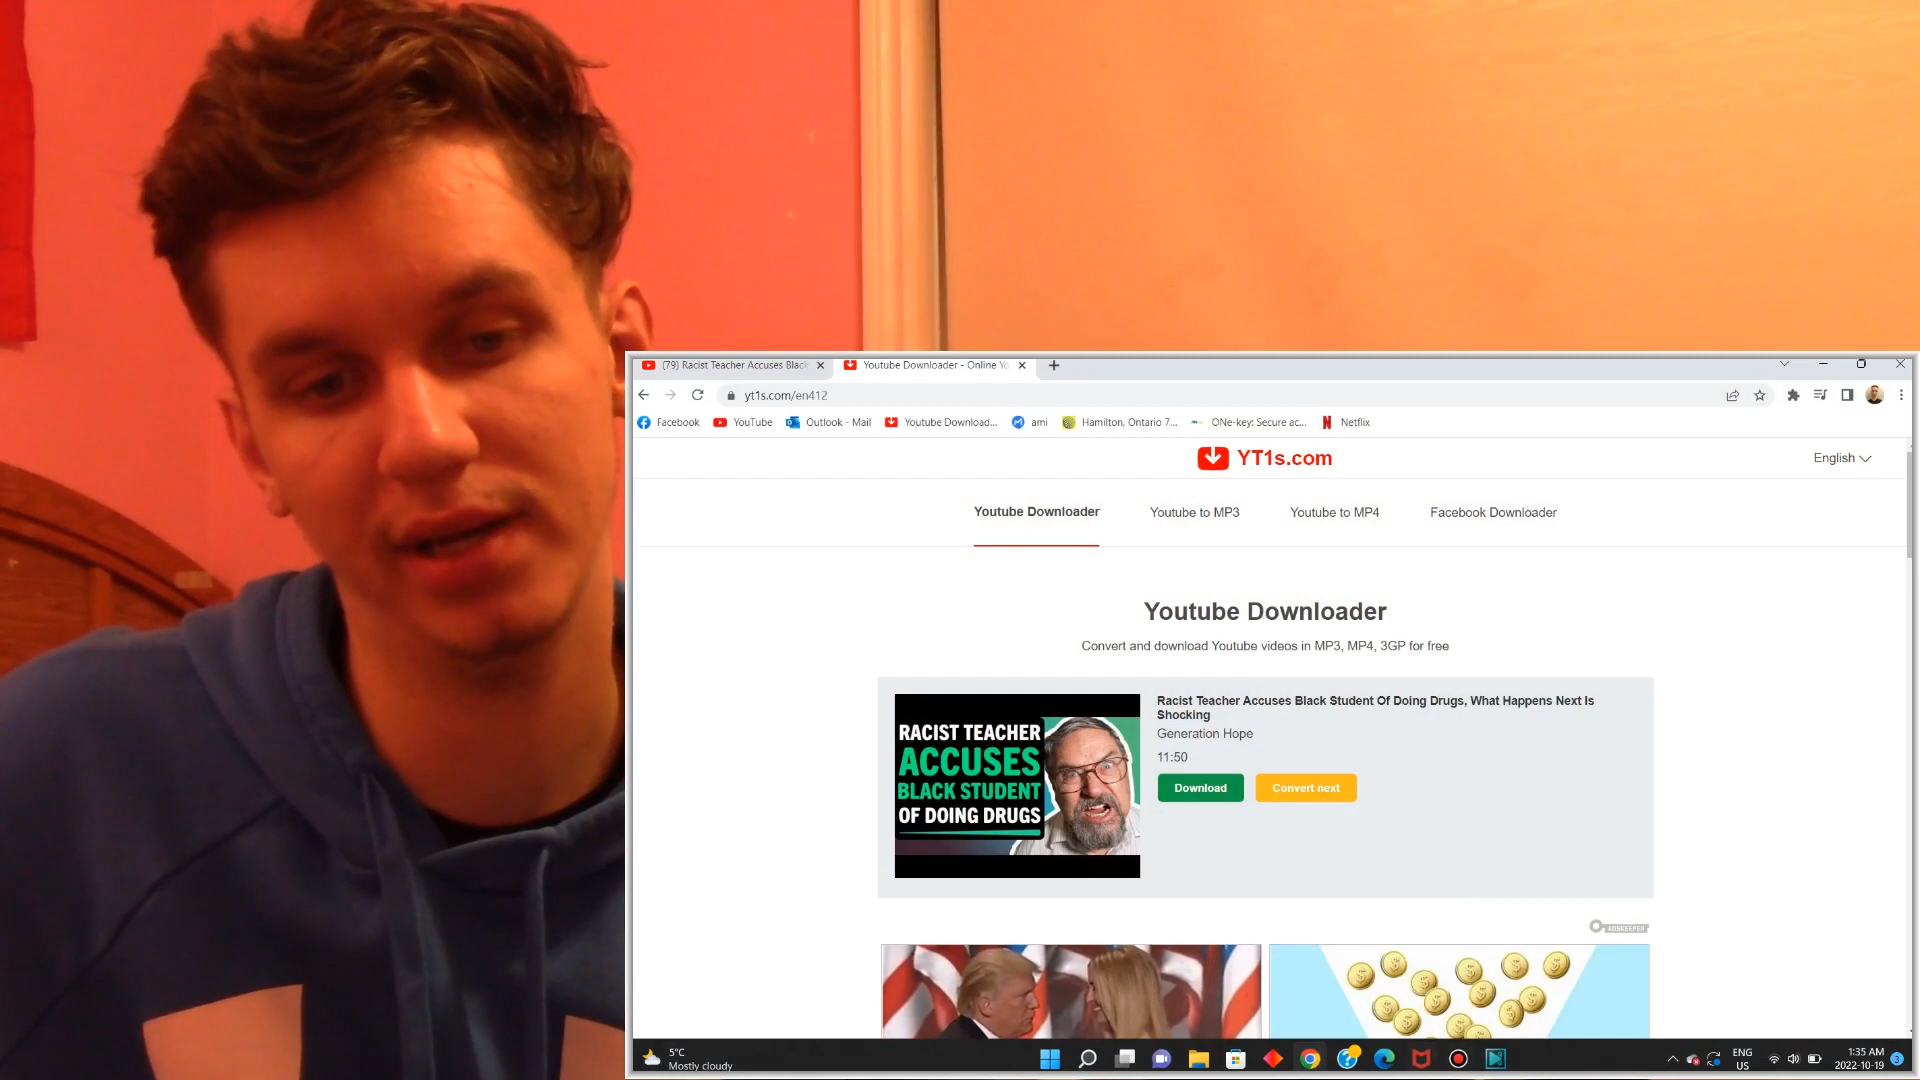 (79) Racist Teacher Accuses Black
Youtube Downloader - Online Yo
yt1s.com/en412
Facebook
YouTube
Outlook - Mail
Youtube Download...
ami
Hamilton, Ontario 7...
ONe-key: Secure ac...
Netflix
YT1s.com
English
Youtube Downloader
Youtube to MP3
Youtube to MP4
Facebook Downloader
Youtube Downloader
Convert and download Youtube videos in MP3, MP4, 3GP for free
RACIST TEACHER
ACCUSES
BLACK STUDENT
OF DOING DRUGS
Racist Teacher Accuses Black Student Of Doing Drugs, What Happens Next Is
Shocking
Generation Hope
11:50
Download
Convert next
ADSKEEPER
5°C
Mostly cloudy
ENG
US
1:35 AM
2022-10-19
3